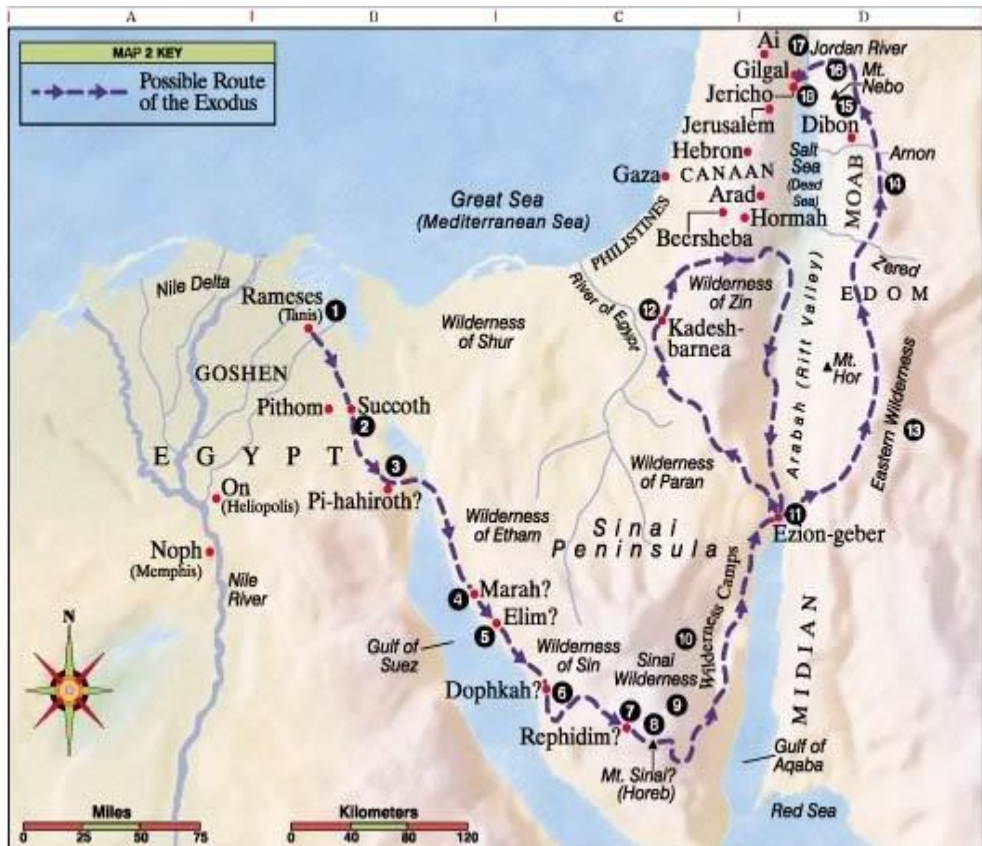 A B C D
MAP 2 KEY
Possible Route
of the Exodus
Ai
17
Jordan River
Gilgal
16
Mt.
Nebo
Jericho
18
15
Jerusalem
Dibon
Hebron
Salt
Sea
(Dead
Sea)
Arnon
Gaza
CANAAN
MOAB
14
Great Sea
(Mediterranean Sea)
Arad
Hormah
Beersheba
PHILISTINES
Zered
EDOM
Nile Delta
Rameses
(Tanis)
1
River of Egypt
Wilderness
of Zin
12
Kadesh-
barnea
Wilderness
of Shur
Arabah (Rift Valley)
Mt.
Hor
GOSHEN
Pithom
Succoth
2
Eastern Wilderness
13
EGYPT
3
Pi-hahiroth?
On
(Heliopolis)
Wilderness
of Paran
Wilderness
of Etham
Sinai
Peninsula
11
Ezion-geber
Noph
(Memphis)
Nile
River
Marah?
4
Elim?
5
Gulf of
Suez
Wilderness
of Sin
10
Wilderness Camps
Sinai
Wilderness
MIDIAN
N
Dophkah?
6
7
8
9
Rephidim?
Mt. Sinai?
(Horeb)
Gulf of
Aqaba
Red Sea
Miles
0 25 50 75
Kilometers
0 40 80 120